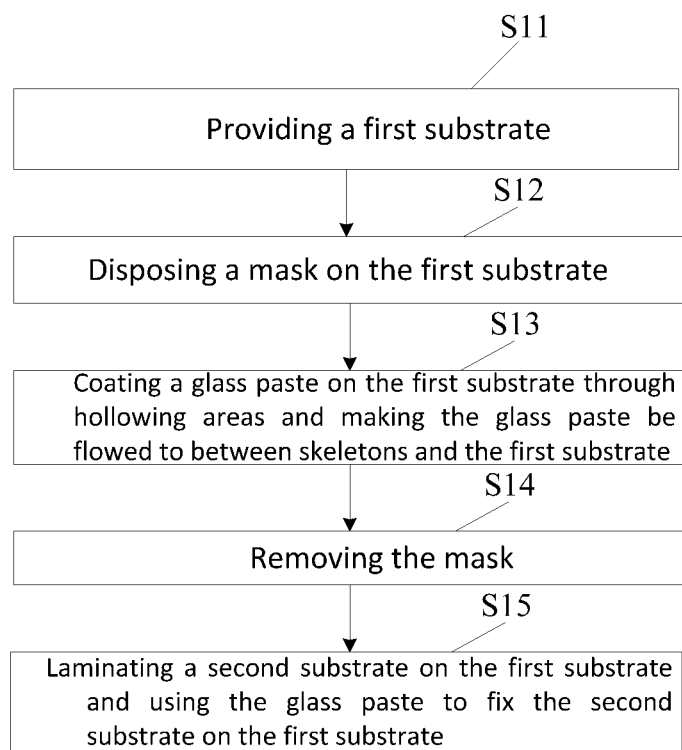 S11
Providing a first substrate
S12
Disposing a mask on the first substrate
S13
Coating a glass paste on the first substrate through
hollowing areas and making the glass paste be
flowed to between skeletons and the first substrate
S14
Removing the mask
S15
Laminating a second substrate on the first substrate
and using the glass paste to fix the second
substrate on the first substrate